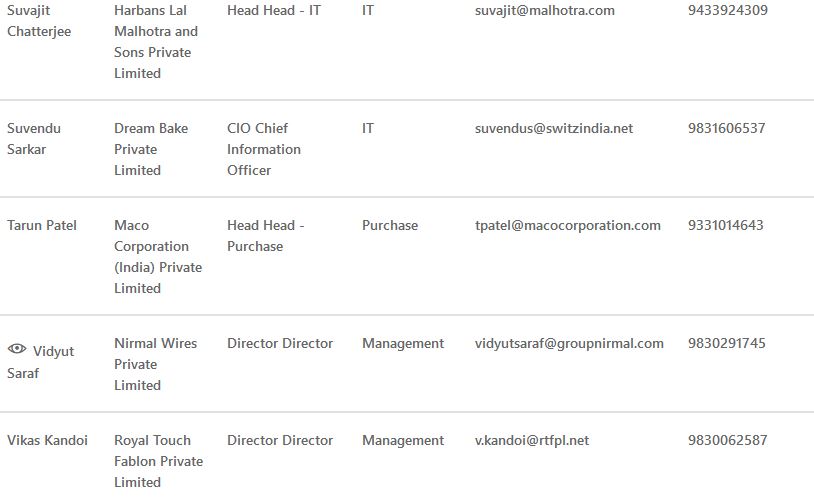 Suvajit Chatterjee Harbans Lal Malhotra and Sons Private Limited Head Head - IT IT suvajit@malhotra.com 9433924309
Suvendu Sarkar Dream Bake Private Limited CIO Chief Information Officer IT suvendus@switzindia.net 9831606537
Tarun Patel Maco Corporation (India) Private Limited Head Head - Purchase Purchase tpatel@macocorporation.com 9331014643
Vidyut Saraf Nirmal Wires Private Limited Director Director Management vidyutsaraf@groupnirmal.com 9830291745
Vikas Kandoi Royal Touch Fablon Private Limited Director Director Management v.kandoi@rtfpl.net 9830062587